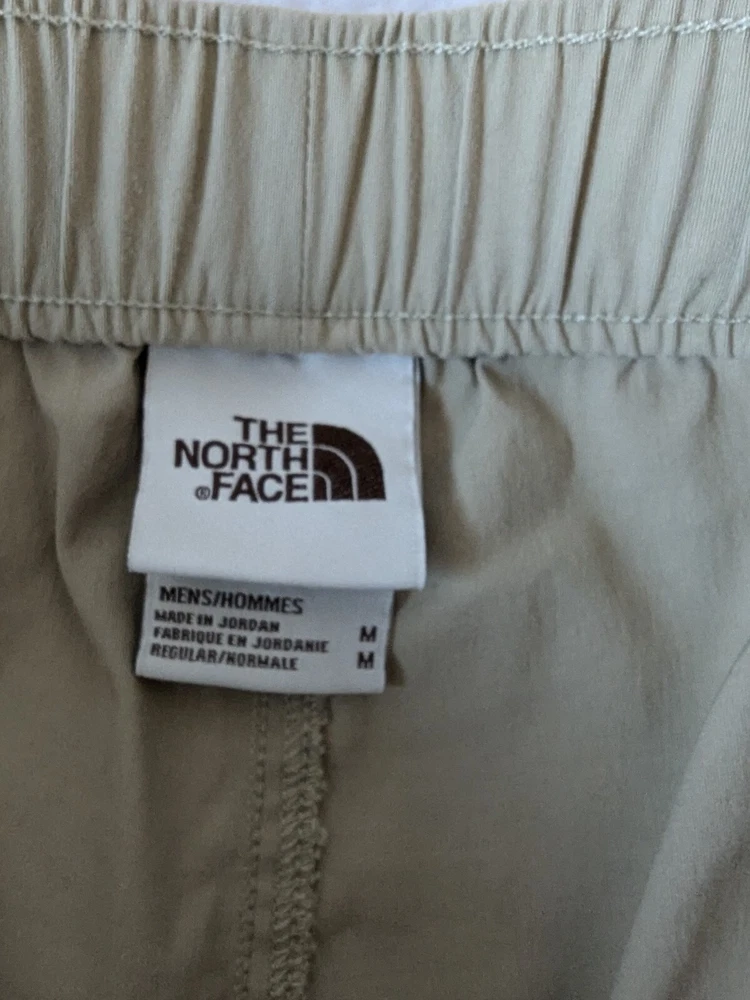 THE
NORTH
®FACE
MENS/HOMMES
MADE IN JORDAN
FABRIQUE EN JORDANIE M
REGULAR/NORMALE M